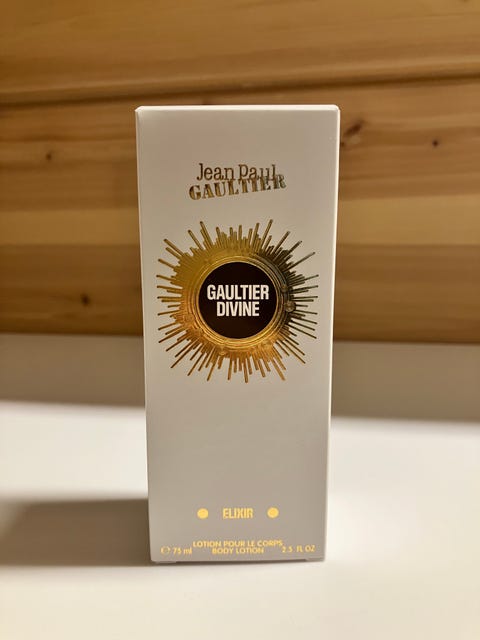 Jean Paul
GAULTIER
GAULTIER
DIVINE
ELIXIR
LOTION POUR LE CORPS
℮ 75 ml BODY LOTION 2.5 FL OZ